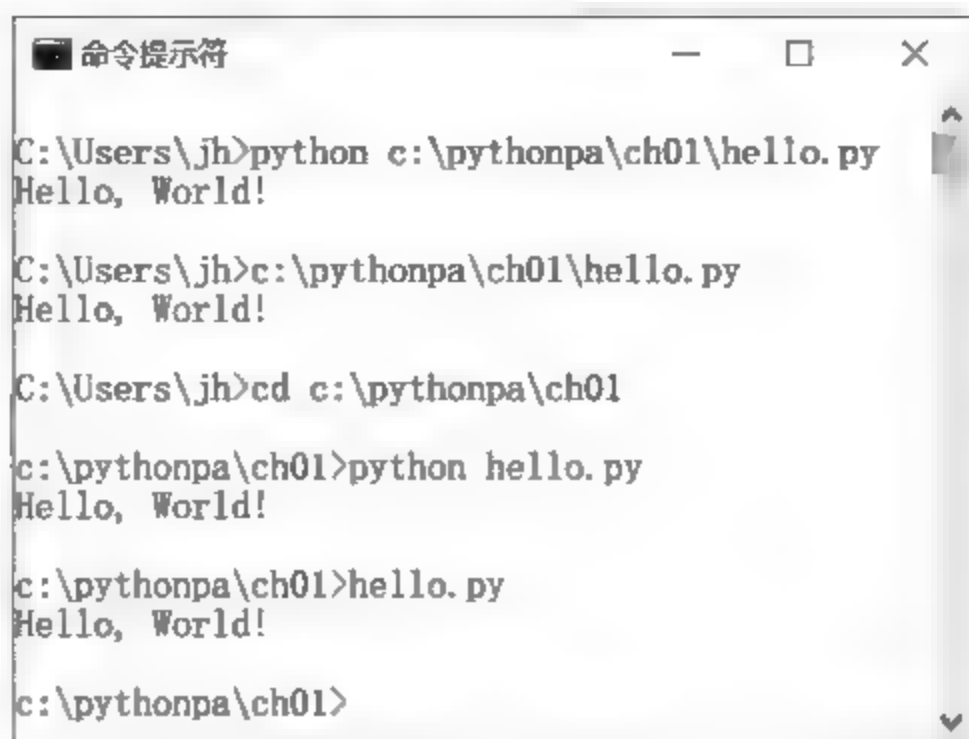 命令提示符
C:\Users\jh>python c:\pythonpa\ch01\hello.py
Hello, World!
C:\Users\jh>c:\pythonpa\ch01\hello.py
Hello, World!
C:\Users\jh>cd c:\pythonpa\ch01
c:\pythonpa\ch01>python hello.py
Hello, World!
c:\pythonpa\ch01>hello.py
Hello, World!
c:\pythonpa\ch01>